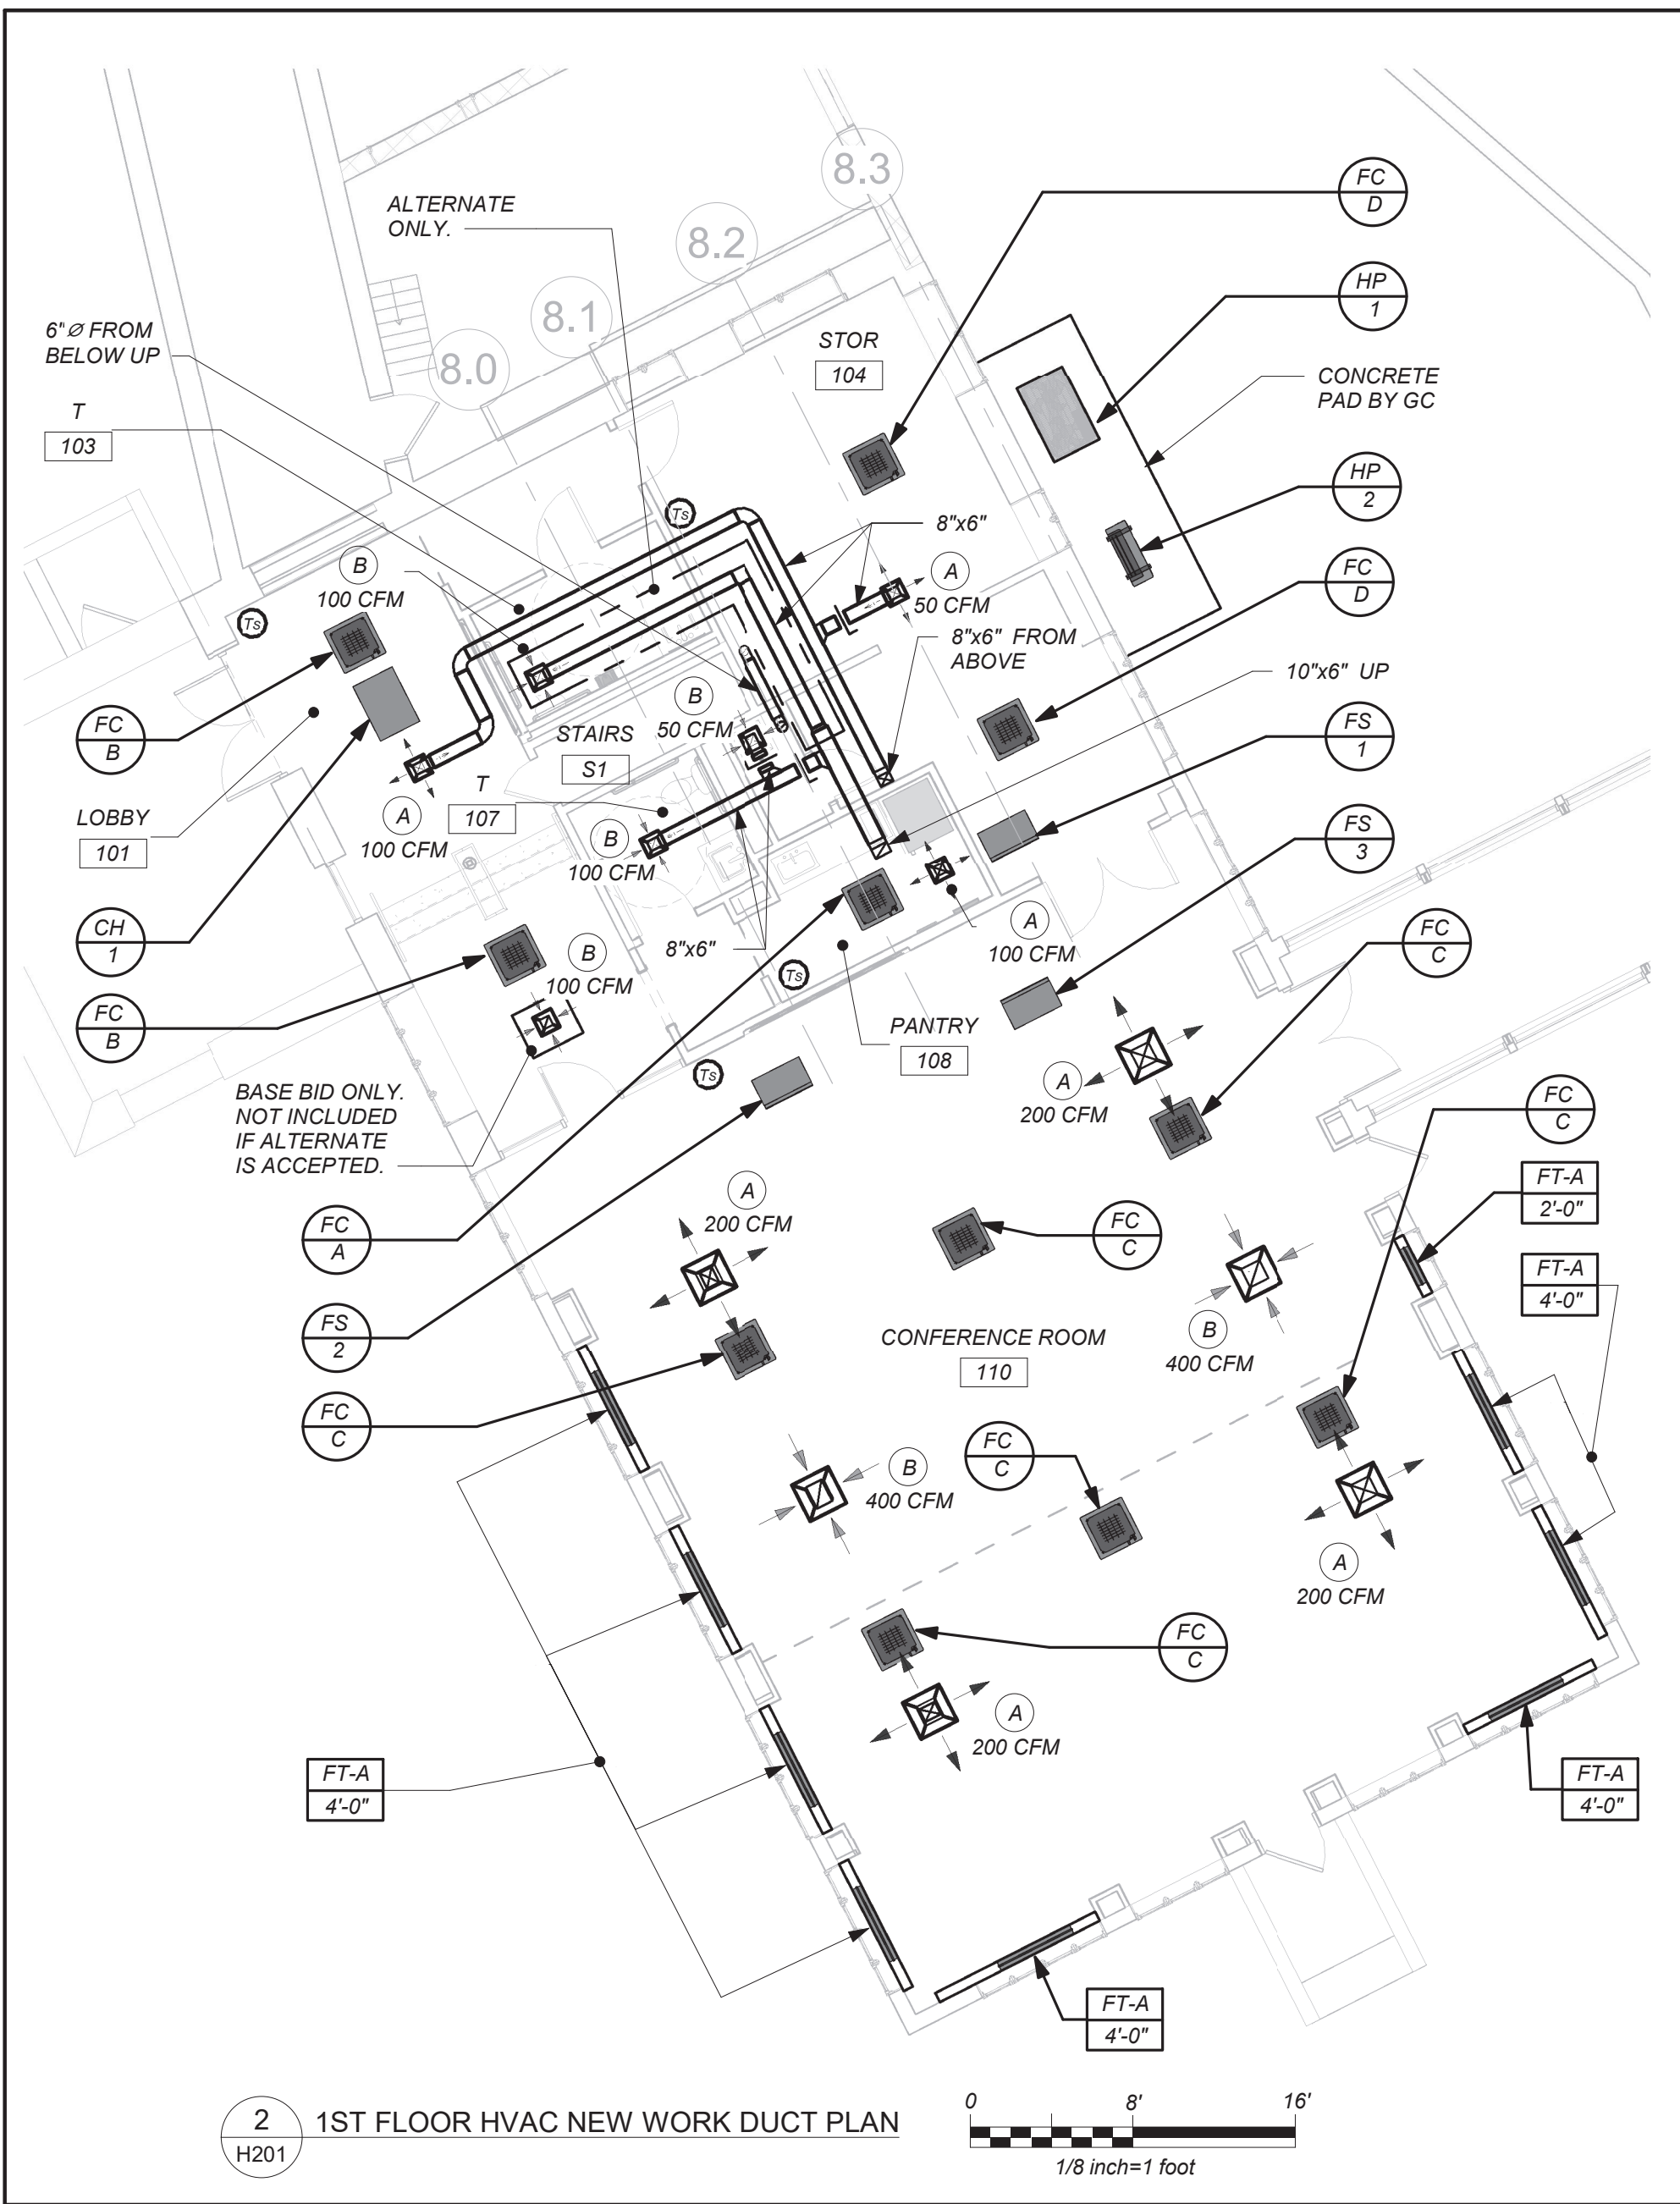 8.3
FC
D
ALTERNATE
ONLY.
8.2
HP
1
8.1
6"Ø FROM
BELOW UP
STOR
104
8.0
CONCRETE
PAD BY GC
T
103
HP
2
Ts
8"x6"
B
100 CFM
A
50 CFM
FC
D
Ts
8"x6" FROM
ABOVE
10"x6" UP
B
50 CFM
FC
B
STAIRS
S1
FS
1
T
107
LOBBY
101
A
100 CFM
B
100 CFM
FS
3
CH
1
8"x6"
A
100 CFM
FC
C
B
100 CFM
Ts
FC
B
PANTRY
108
Ts
A
200 CFM
BASE BID ONLY.
NOT INCLUDED
IF ALTERNATE
IS ACCEPTED.
FC
C
FT-A
2'-0"
A
200 CFM
FC
A
FC
C
FT-A
4'-0"
FS
2
CONFERENCE ROOM
110
B
400 CFM
FC
C
FC
C
B
400 CFM
A
200 CFM
FC
C
A
200 CFM
FT-A
4'-0"
FT-A
4'-0"
FT-A
4'-0"
2
H201
1ST FLOOR HVAC NEW WORK DUCT PLAN
0 8' 16'
1/8 inch=1 foot